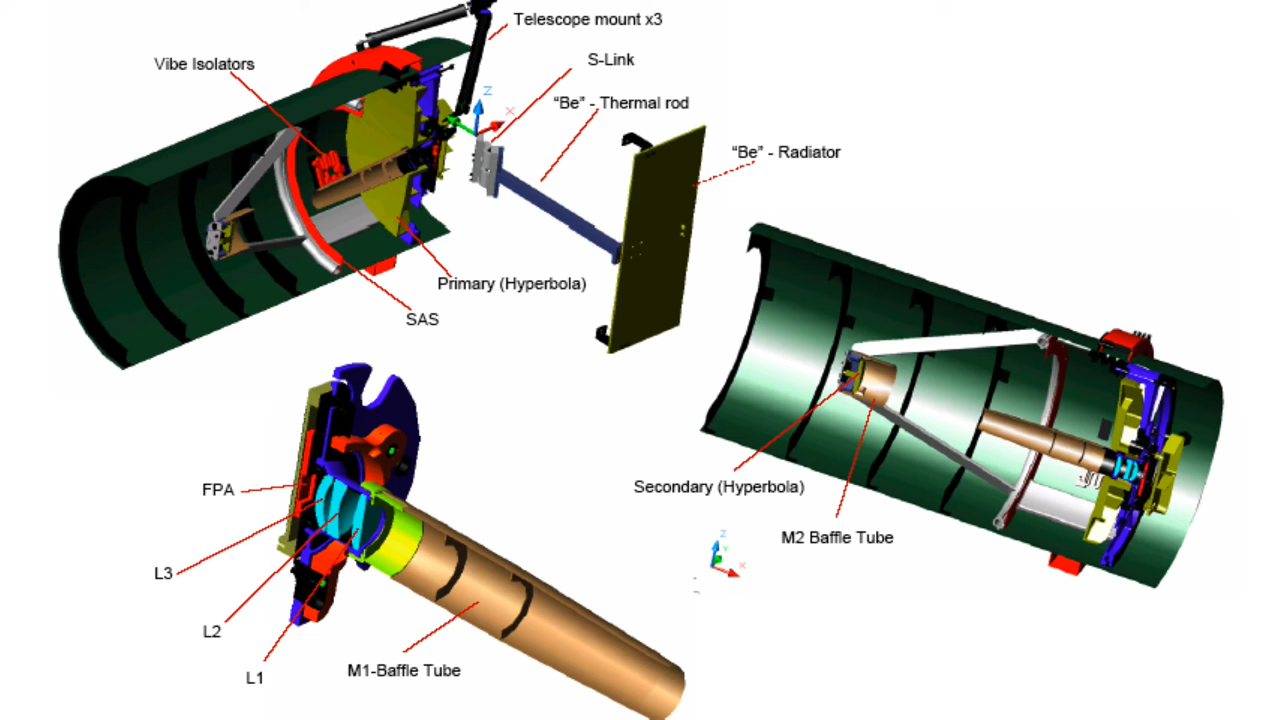 Telescope mount x3
Vibe Isolators
S-Link
“Be” - Thermal rod
“Be” - Radiator
Z
X
Primary (Hyperbola)
SAS
FPA
L3
L2
L1
M1-Baffle Tube
Secondary (Hyperbola)
M2 Baffle Tube
Z
Y
X